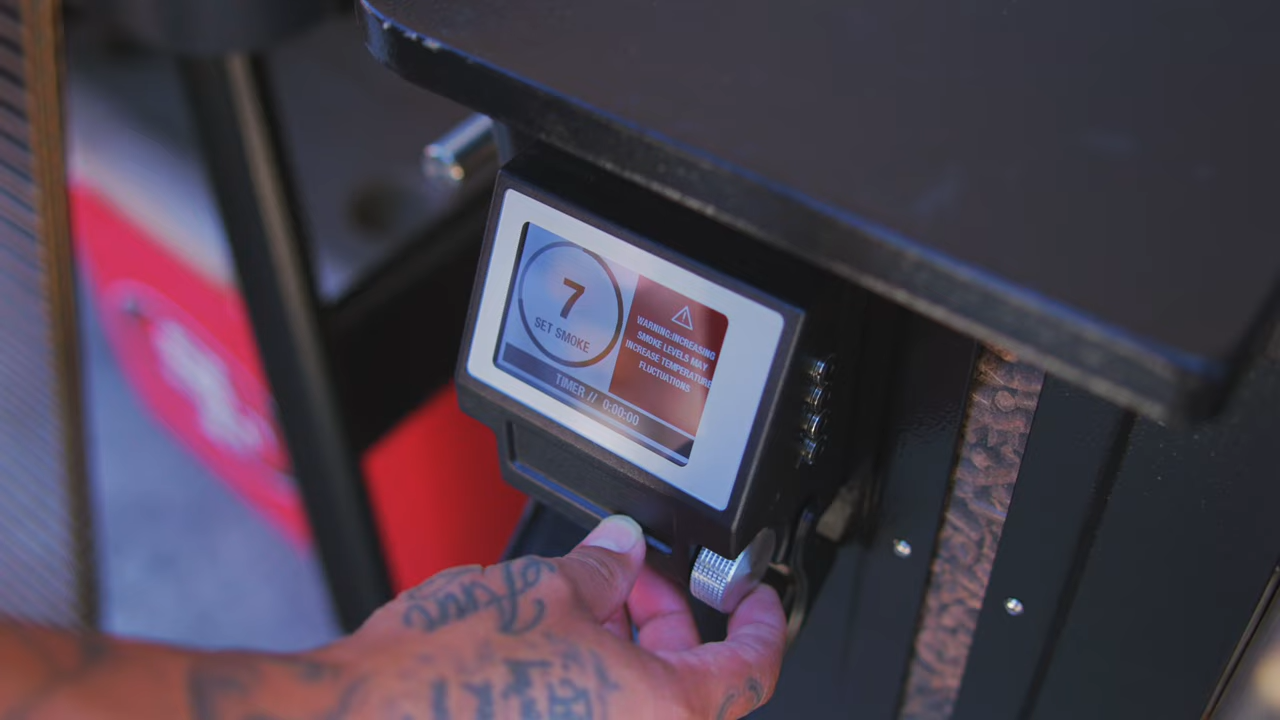 7
SET SMOKE
WARNING:INCREASING
SMOKE LEVELS MAY
INCREASE TEMPERATURE
FLUCTUATIONS
TIMER // 0:00:00